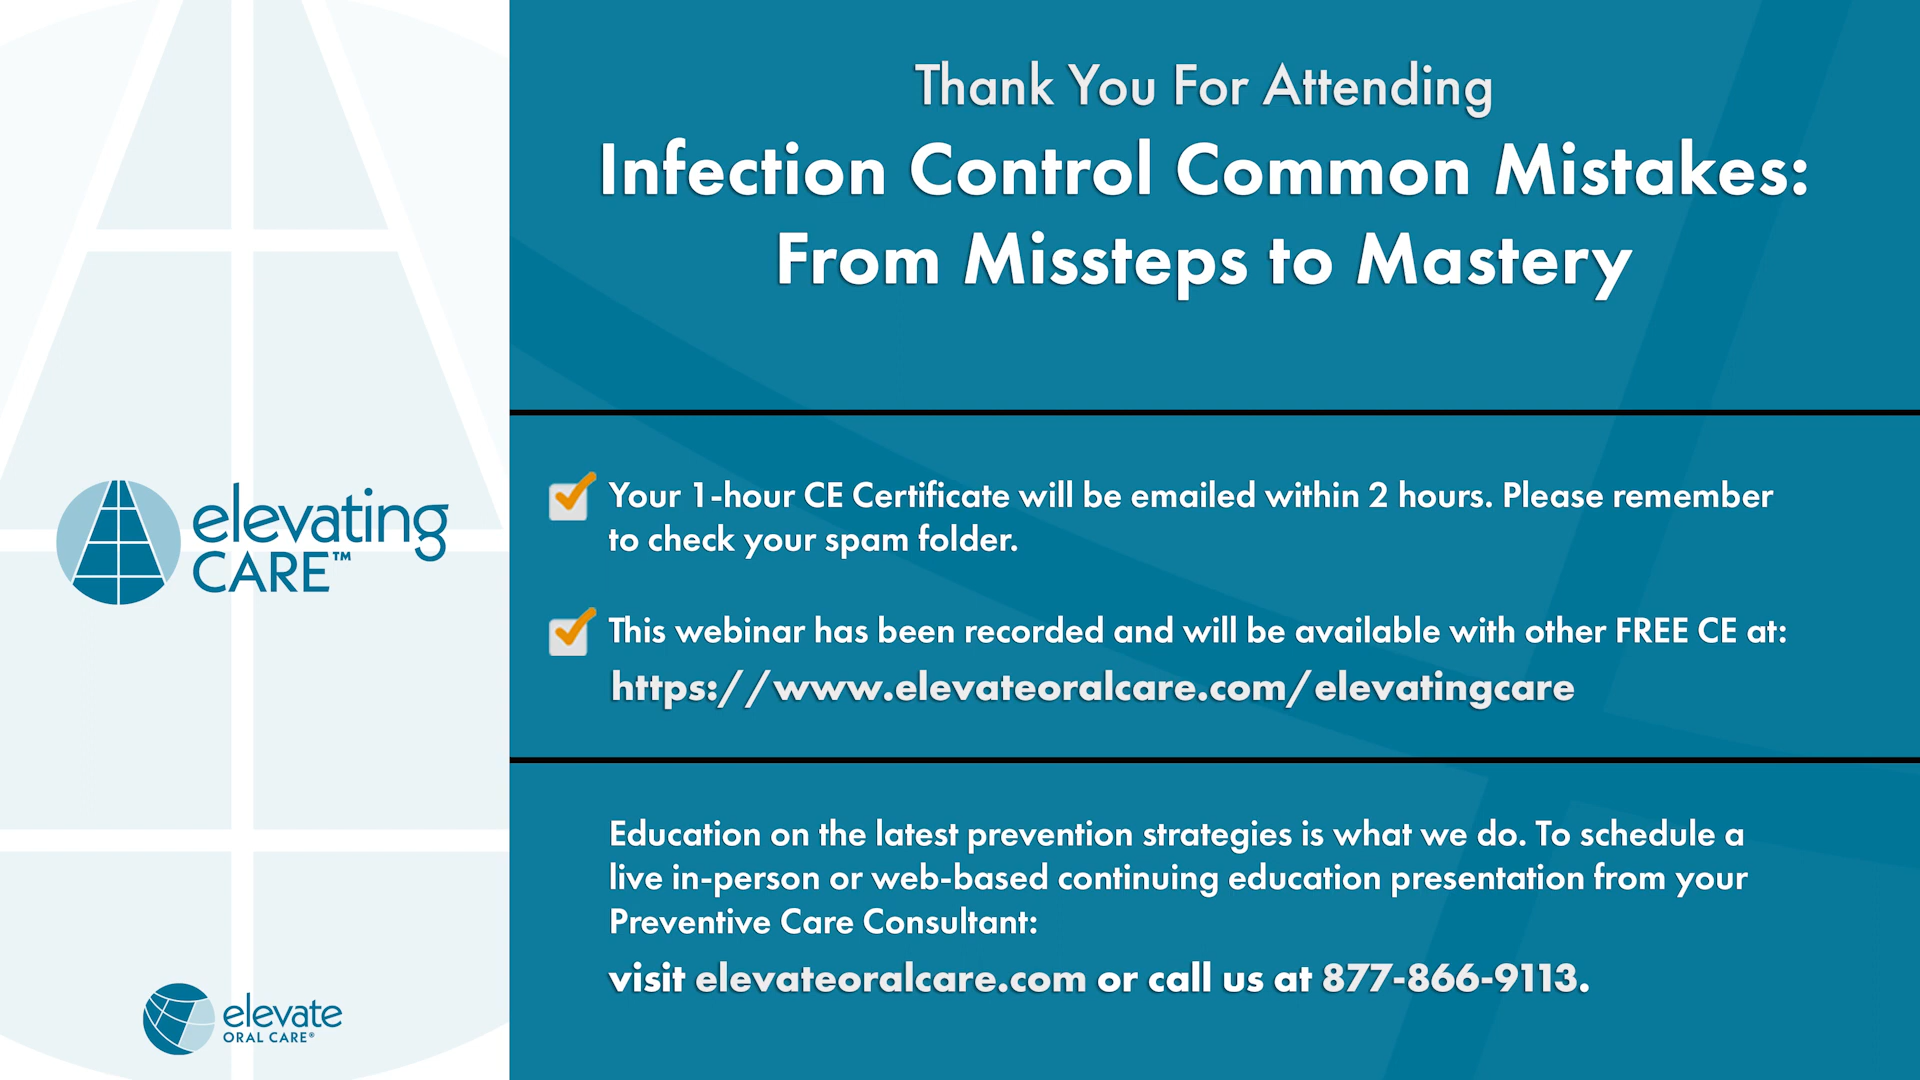 Thank You For Attending
Infection Control Common Mistakes:
From Missteps to Mastery
elevating
CARE™
Your 1-hour CE Certificate will be emailed within 2 hours. Please remember
to check your spam folder.
This webinar has been recorded and will be available with other FREE CE at:
https://www.elevateoralcare.com/elevatingcare
Education on the latest prevention strategies is what we do. To schedule a
live in-person or web-based continuing education presentation from your
Preventive Care Consultant:
visit elevateoralcare.com or call us at 877-866-9113.
elevate
ORAL CARE®